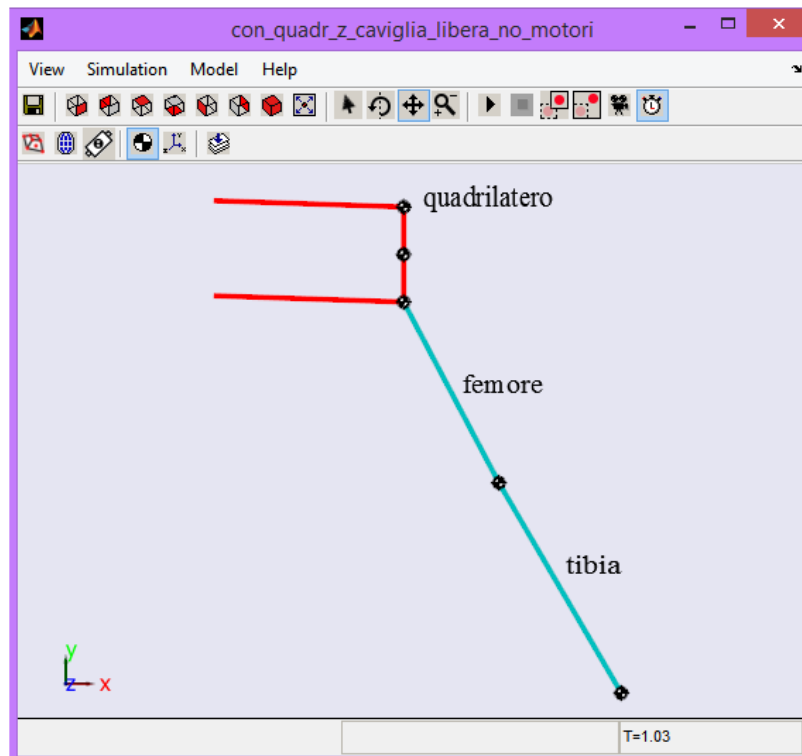 con_quadr_z_caviglia_libera_no_motori
View Simulation Model Help
quadrilatero
femore
tibia
y
z x
T=1.03